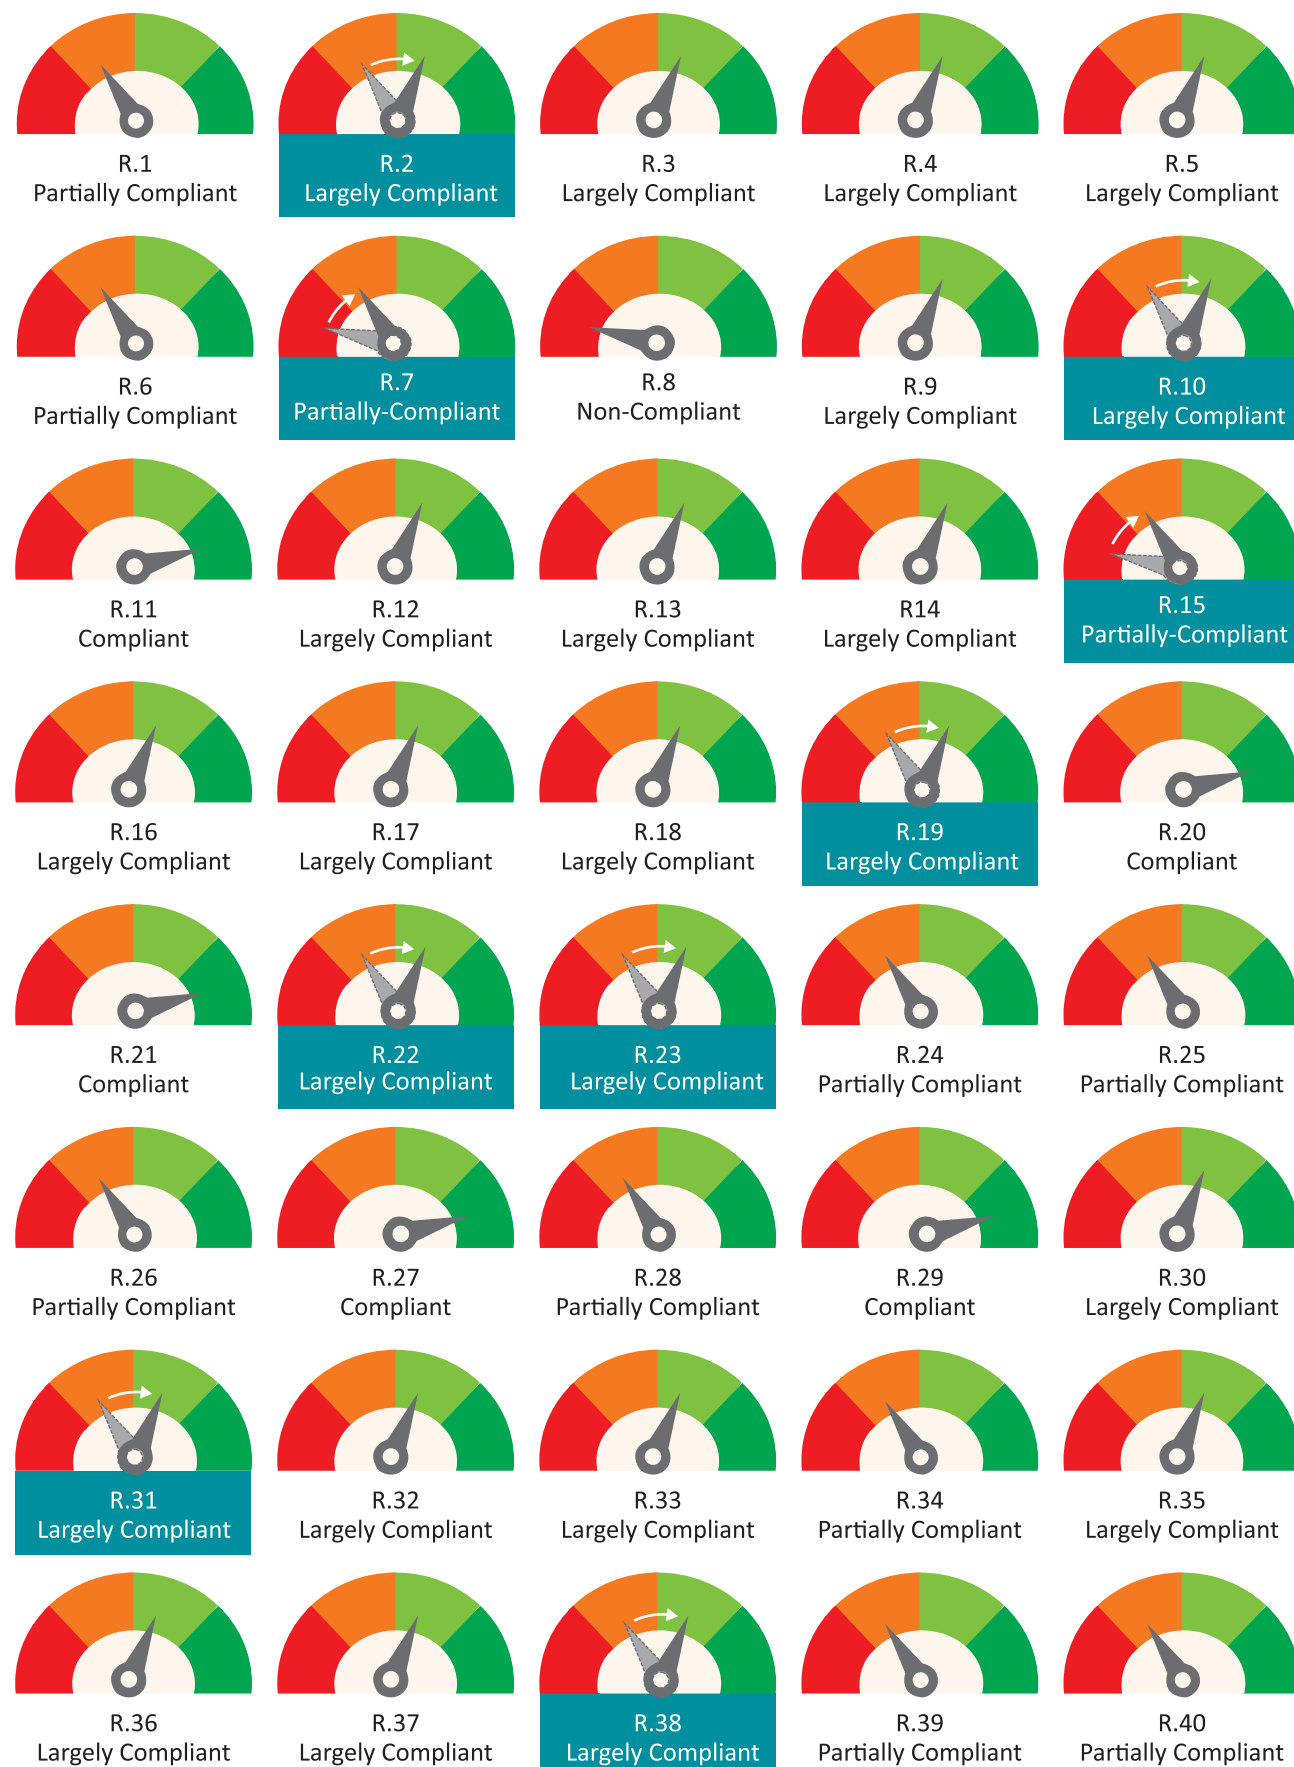 R.1
Partially Compliant
R.2
Largely Compliant
R.3
Largely Compliant
R.4
Largely Compliant
R.5
Largely Compliant
R.6
Partially Compliant
R.7
Partially-Compliant
R.8
Non-Compliant
R.9
Largely Compliant
R.10
Largely Compliant
R.11
Compliant
R.12
Largely Compliant
R.13
Largely Compliant
R14
Largely Compliant
R.15
Partially-Compliant
R.16
Largely Compliant
R.17
Largely Compliant
R.18
Largely Compliant
R.19
Largely Compliant
R.20
Compliant
R.21
Compliant
R.22
Largely Compliant
R.23
Largely Compliant
R.24
Partially Compliant
R.25
Partially Compliant
R.26
Partially Compliant
R.27
Compliant
R.28
Partially Compliant
R.29
Compliant
R.30
Largely Compliant
R.31
Largely Compliant
R.32
Largely Compliant
R.33
Largely Compliant
R.34
Partially Compliant
R.35
Largely Compliant
R.36
Largely Compliant
R.37
Largely Compliant
R.38
Largely Compliant
R.39
Partially Compliant
R.40
Partially Compliant